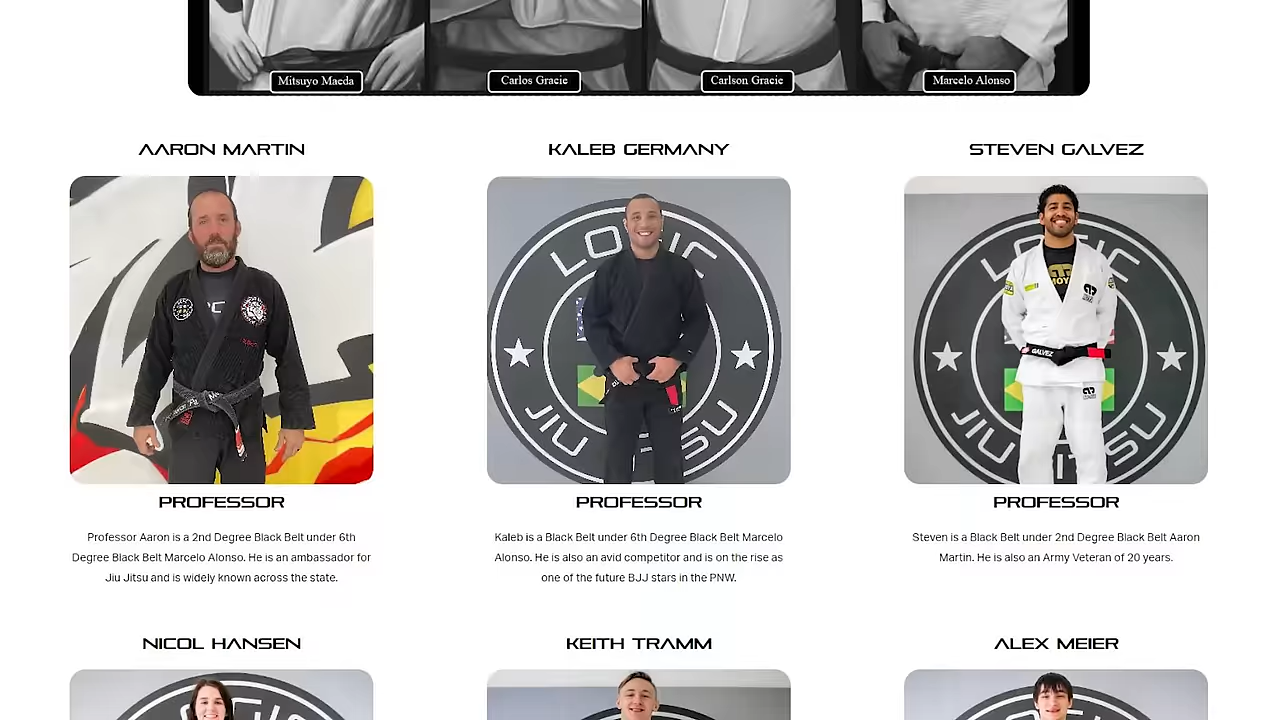 Mitsuyo Maeda
Carlos Gracie
Carlson Gracie
Marcelo Alonso
AARON MARTIN
KALEB GERMANY
STEVEN GALVEZ
LOGIC
JIU
SU
GALVEZ
PROFESSOR
PROFESSOR
PROFESSOR
Professor Aaron is a 2nd Degree Black Belt under 6th
Degree Black Belt Marcelo Alonso. He is an ambassador for
Jiu Jitsu and is widely known across the state.
Kaleb is a Black Belt under 6th Degree Black Belt Marcelo
Alonso. He is also an avid competitor and is on the rise as
one of the future BJJ stars in the PNW.
Steven is a Black Belt under 2nd Degree Black Belt Aaron
Martin. He is also an Army Veteran of 20 years.
NICOL HANSEN
KEITH TRAMM
ALEX MEIER